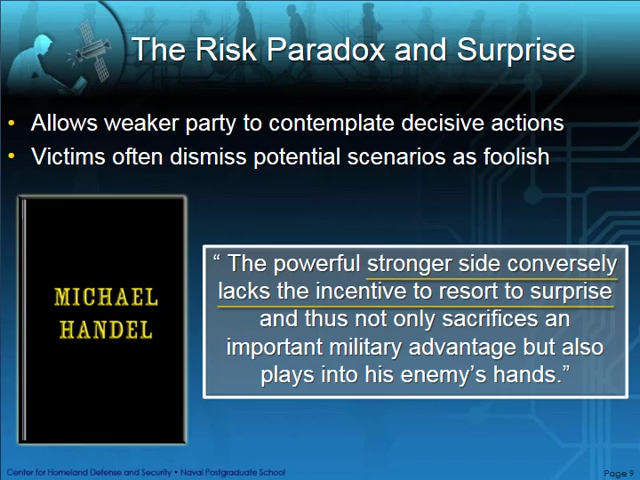 The Risk Paradox and Surprise
• Allows weaker party to contemplate decisive actions
• Victims often dismiss potential scenarios as foolish
MICHAEL
HANDEL
“ The powerful stronger side conversely
lacks the incentive to resort to surprise
and thus not only sacrifices an
important military advantage but also
plays into his enemy’s hands.”
Center for Homeland Defense and Security • Naval Postgraduate School
Page 9